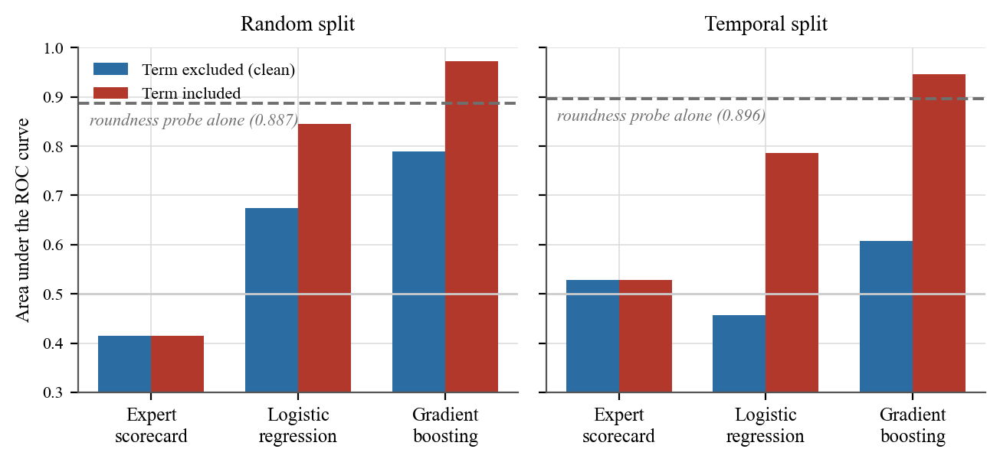 Random split
Temporal split
Area under the ROC curve
1.0
0.9
0.8
0.7
0.6
0.5
0.4
0.3
Term excluded (clean)
Term included
roundness probe alone (0.887)
roundness probe alone (0.896)
Expert
scorecard
Logistic
regression
Gradient
boosting
Expert
scorecard
Logistic
regression
Gradient
boosting